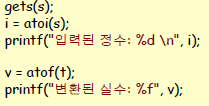 gets(s);
i = atoi(s);
printf("입력된 정수: %d \n", i);
v = atof(t);
printf("변환된 실수: %f", v);